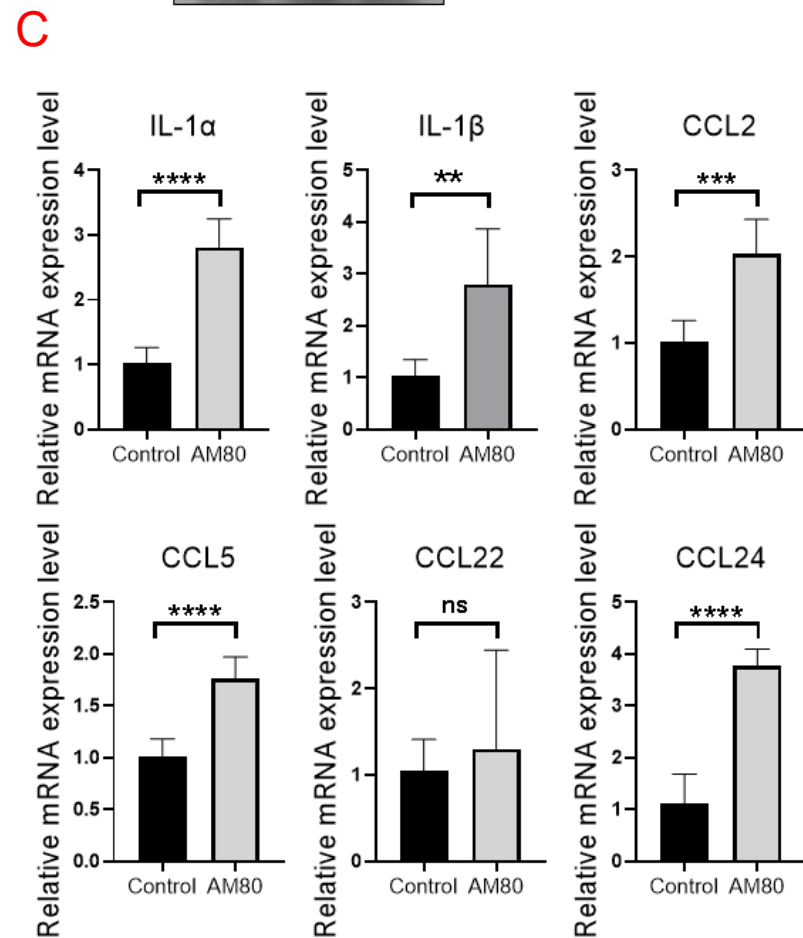 C
IL-1α
IL-1β
CCL2
Relative mRNA expression level
4
3
2
1
0
****
Control AM80
Relative mRNA expression level
5
4
3
2
1
0
**
Control AM80
Relative mRNA expression level
3
2
1
0
***
Control AM80
CCL5
CCL22
CCL24
Relative mRNA expression level
2.5
2.0
1.5
1.0
0.5
0.0
****
Control AM80
Relative mRNA expression level
3
2
1
0
ns
Control AM80
Relative mRNA expression level
5
4
3
2
1
0
****
Control AM80